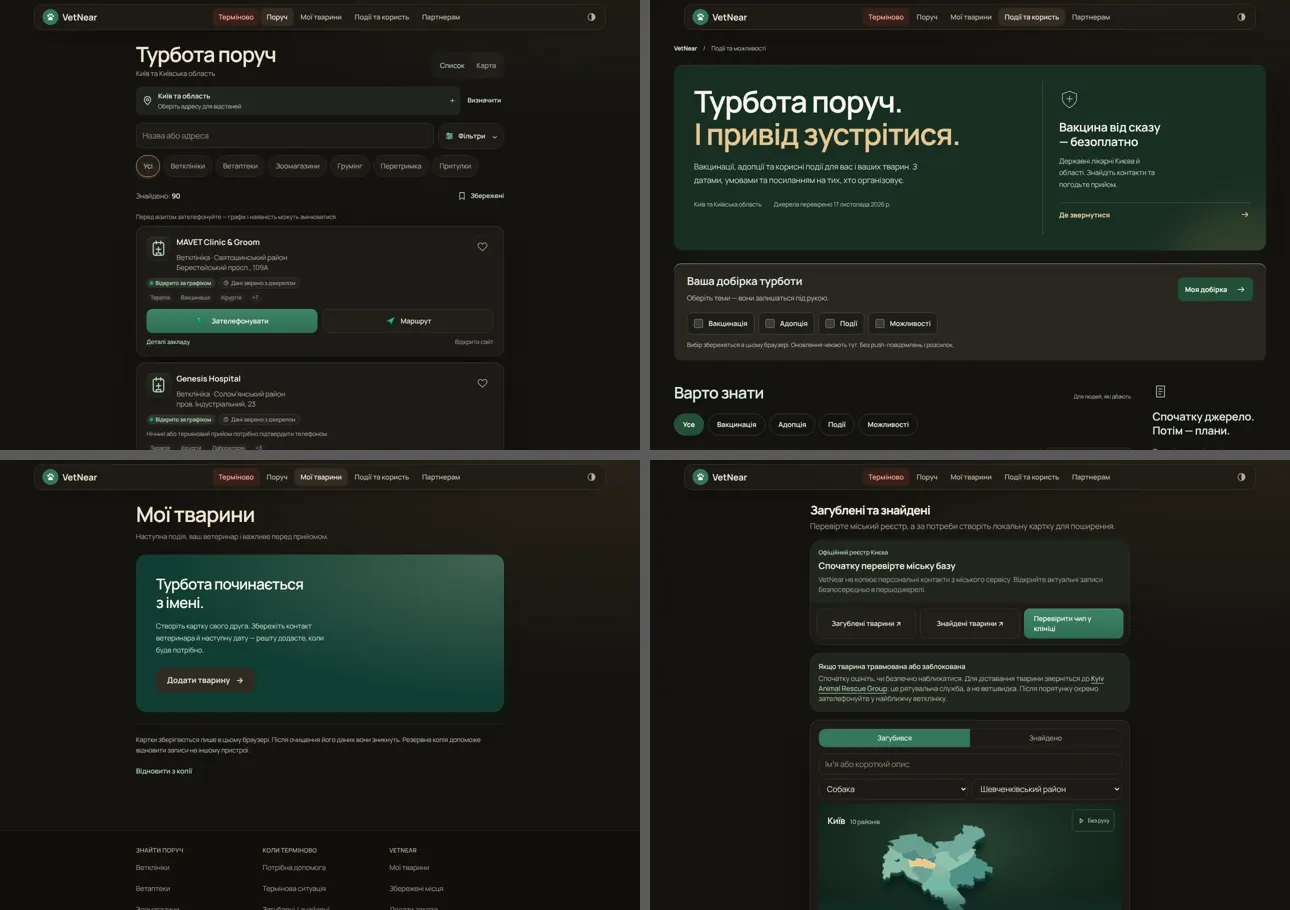 VetNear
Терміново
Поруч
Мої тварини
Події та користь
Партнерам
Турбота поруч
Київ та Київська область
Список
Карта
Київ та область
Оберіть адресу для відстаней
+
Визначити
Назва або адреса
Фільтри
Усі
Ветклініки
Ветаптеки
Зоомагазини
Грумінг
Перетримка
Притулки
Знайдено: 90
Збережені
Перед візитом зателефонуйте — графік і наявність можуть змінюватися.
MAVET Clinic & Groom
Ветклініка · Святошинський район
Берестейський просп., 109А
Відкрито за графіком
Дані звірено з джерелом
Терапія
Вакцинація
Хірургія
+7
Зателефонувати
Маршрут
Деталі закладу
Відкрити сайт
Genesis Hospital
Ветклініка · Солом'янський район
пров. Індустріальний, 23
Відкрито за графіком
Дані звірено з джерелом
Нічний або терміновий прийом потрібно підтвердити телефоном.
Терапія
Хірургія
Лабораторія
+3
VetNear
Терміново
Поруч
Мої тварини
Події та користь
Партнерам
VetNear / Події та можливості
Турбота поруч.
І привід зустрітися.
Вакцинації, адопції та корисні події для вас і ваших тварин. З
датами, умовами та посиланням на тих, хто організовує.
Київ та Київська область
Джерела перевірено 17 листопада 2026 р.
Вакцина від сказу
— безоплатно
Державні лікарні Києва й
області. Знайдіть контакти та
погодьте прийом.
Де звернутися →
Ваша добірка турботи
Оберіть теми — вони залишаться під рукою.
Моя добірка →
Вакцинація
Адопція
Події
Можливості
Вибір збережеться в цьому браузері. Оновлення чекають тут. Без push-повідомлень і розсилок.
Варто знати
Для людей, які дбають
Усе
Вакцинація
Адопція
Події
Можливості
Спочатку джерело.
Потім — плани.
VetNear
Терміново
Поруч
Мої тварини
Події та користь
Партнерам
Мої тварини
Наступна подія, ваш ветеринар і важливе перед прийомом.
Турбота починається
з імені.
Створіть картку свого друга. Збережіть контакт
ветеринара й наступну дату — решту додасте, коли
буде потрібно.
Додати тварину →
Картки зберігаються лише в цьому браузері. Після очищення його даних вони зникнуть. Резервна копія допоможе
відновити записи на іншому пристрої.
Відновити з копії
ЗНАЙТИ ПОРУЧ
КОЛИ ТЕРМІНОВО
VETNEAR
Ветклініки
Потрібна допомога
Мої тварини
Ветаптеки
Термінова ситуація
Збережені місця
Зоомагазини
Загублені і знайдені
Додати заклад
VetNear
Терміново
Поруч
Мої тварини
Події та користь
Партнерам
Загублені та знайдені
Перевірте міський реєстр, а за потреби створіть локальну картку для поширення.
Офіційний реєстр Києва
Спочатку перевірте міську базу
VetNear не копіює персональні контакти з міського сервісу. Відкрийте актуальні записи
безпосередньо в першоджерелі.
Загублені тварини ↗
Знайдені тварини ↗
Перевірити чип у
клініці
Якщо тварина травмована або заблокована
Спочатку оцініть, чи безпечно наближатися. Для діставання тварини зверніться до Kyiv
Animal Rescue Group; це рятувальна служба, а не ветшвидка. Після порятунку окремо
зателефонуйте у найближчу ветклініку.
Загубився
Знайдено
Ім'я або короткий опис
Собака
Шевченківський район
Київ 10 районів
Без руху